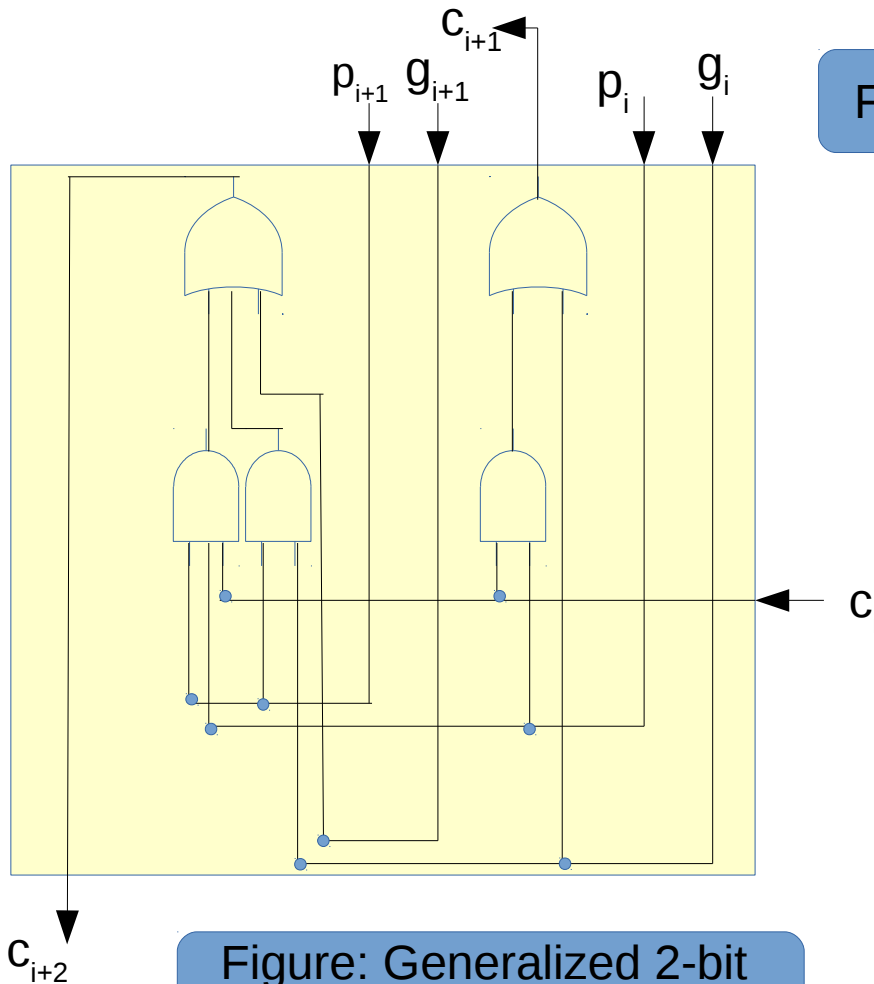 c_{i+1}
p_{i+1} g_{i+1} p_i g_i
F
c
c_{i+2}
Figure: Generalized 2-bit